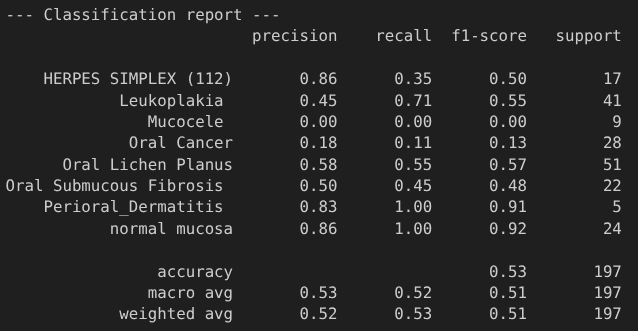 --- Classification report ---
precision recall f1-score support
HERPES SIMPLEX (112) 0.86 0.35 0.50 17
Leukoplakia 0.45 0.71 0.55 41
Mucocele 0.00 0.00 0.00 9
Oral Cancer 0.18 0.11 0.13 28
Oral Lichen Planus 0.58 0.55 0.57 51
Oral Submucous Fibrosis 0.50 0.45 0.48 22
Perioral_Dermatitis 0.83 1.00 0.91 5
normal mucosa 0.86 1.00 0.92 24
accuracy 0.53 197
macro avg 0.53 0.52 0.51 197
weighted avg 0.52 0.53 0.51 197